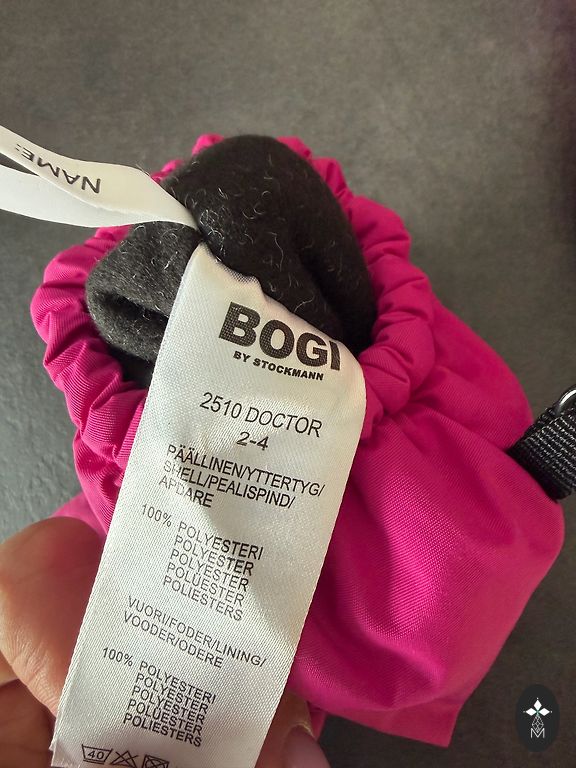 NAME:
BOGI
BY STOCKMANN
2510 DOCTOR
2-4
PÄÄLLINEN/YTTERTYG/
SHELL/PEALISPIND/
APDARE
100% POLYESTERI
POLYESTER
POLYESTER
POLÜESTER
POLIESTERS
VUORI/FODER/LINING/
VOODER/ODERE
100% POLYESTERI
POLYESTER
POLYESTER
POLÜESTER
POLIESTERS
40
M